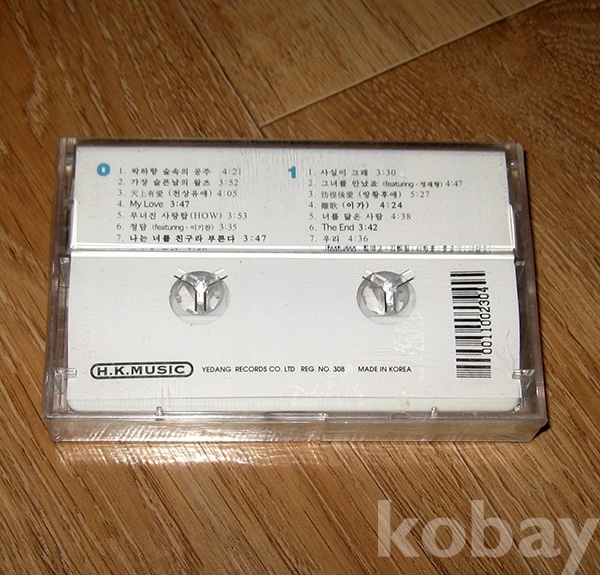 0
1. 박하향 숲속의 공주 4:21
2. 가장 슬픈날의 왈츠 3:52
3. 天上有愛 (천상유애) 4:05
4. My Love 3:47
5. 무너진 사랑탑(HOW) 3:53
6. 정답 (featuring - 이기찬) 3:35
7. 나는 너를 친구라 부른다 3:47
1
1. 사실이 그래 3:30
2. 그녀를 만났죠 (featuring - 정재형) 4:47
3. 彷徨後愛 (방황후애) 5:27
4. 離歌 (이가) 4:24
5. 너를 닮은 사람 4:38
6. The End 3:42
7. 우리 4:36
H.K.MUSIC
YEDANG RECORDS CO. LTD REG. NO. 308 MADE IN KOREA
0011002304
kobay